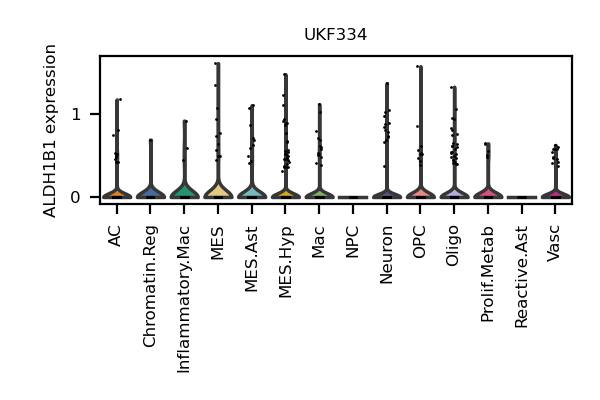 UKF334
ALDH1B1 expression
1
0
AC
Chromatin.Reg
Inflammatory.Mac
MES
MES.Ast
MES.Hyp
Mac
NPC
Neuron
OPC
Oligo
Prolif.Metab
Reactive.Ast
Vasc